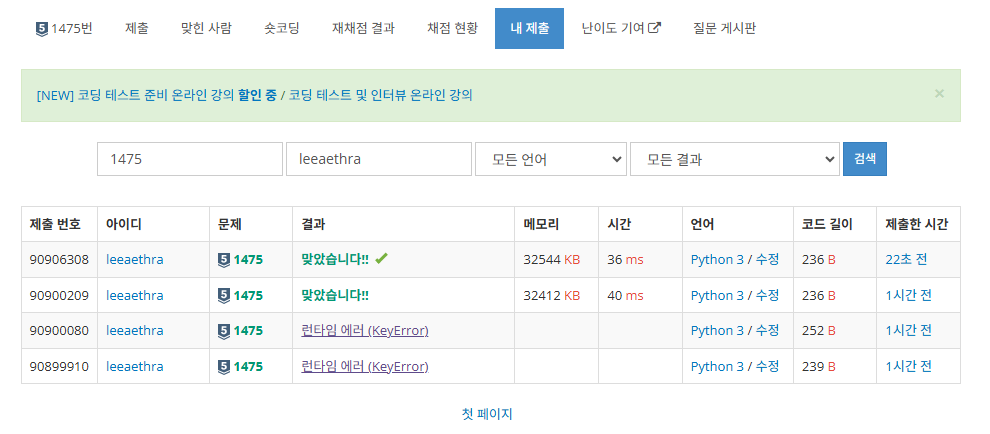 5 1475번 제출 맞힌 사람 숏코딩 재채점 결과 채점 현황 내 제출 난이도 기여 질문 게시판
[NEW] 코딩 테스트 준비 온라인 강의 할인 중 / 코딩 테스트 및 인터뷰 온라인 강의 ×
1475 leeaethra 모든 언어 모든 결과 검색
제출 번호 아이디 문제 결과 메모리 시간 언어 코드 길이 제출한 시간
90906308 leeaethra 5 1475 맞았습니다!! 32544 KB 36 ms Python 3 / 수정 236 B 22초 전
90900209 leeaethra 5 1475 맞았습니다!! 32412 KB 40 ms Python 3 / 수정 236 B 1시간 전
90900080 leeaethra 5 1475 런타임 에러 (KeyError) Python 3 / 수정 252 B 1시간 전
90899910 leeaethra 5 1475 런타임 에러 (KeyError) Python 3 / 수정 239 B 1시간 전
첫 페이지